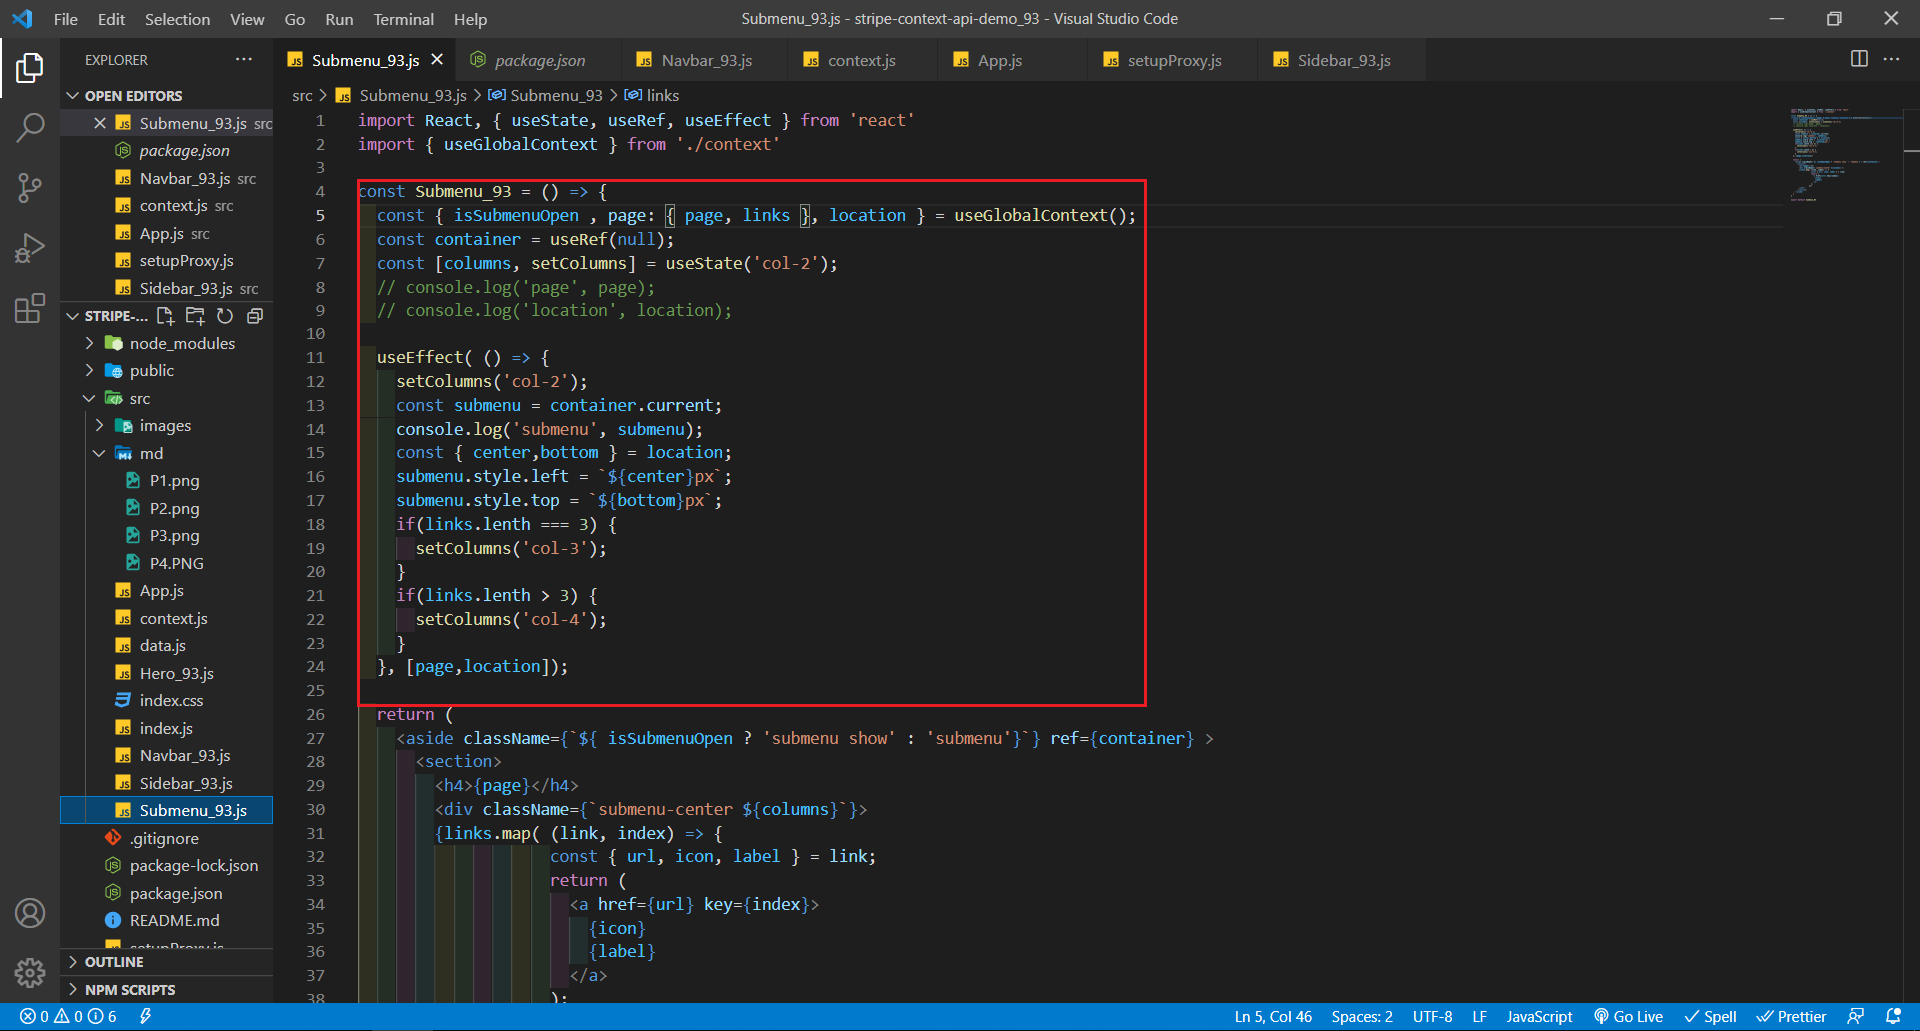 File Edit Selection View Go Run Terminal Help
Submenu_93.js - stripe-context-api-demo_93 - Visual Studio Code
EXPLORER
OPEN EDITORS
Submenu_93.js src
package.json
Navbar_93.js src
context.js src
App.js src
setupProxy.js
Sidebar_93.js src
STRIPE-...
node_modules
public
src
images
md
P1.png
P2.png
P3.png
P4.PNG
App.js
context.js
data.js
Hero_93.js
index.css
index.js
Navbar_93.js
Sidebar_93.js
Submenu_93.js
.gitignore
package-lock.json
package.json
README.md
setupProxy.js
OUTLINE
NPM SCRIPTS
Submenu_93.js package.json Navbar_93.js context.js App.js setupProxy.js Sidebar_93.js
src > Submenu_93.js > Submenu_93 > links
1 import React, { useState, useRef, useEffect } from 'react'
2 import { useGlobalContext } from './context'
3
4 const Submenu_93 = () => {
5 const { isSubmenuOpen , page: { page, links }, location } = useGlobalContext();
6 const container = useRef(null);
7 const [columns, setColumns] = useState('col-2');
8 // console.log('page', page);
9 // console.log('location', location);
10
11 useEffect( () => {
12 setColumns('col-2');
13 const submenu = container.current;
14 console.log('submenu', submenu);
15 const { center,bottom } = location;
16 submenu.style.left = `${center}px`;
17 submenu.style.top = `${bottom}px`;
18 if(links.lenth === 3) {
19 setColumns('col-3');
20 }
21 if(links.lenth > 3) {
22 setColumns('col-4');
23 }
24 }, [page,location]);
25
26 return (
27 <aside className={`${ isSubmenuOpen ? 'submenu show' : 'submenu'}`} ref={container} >
28 <section>
29 <h4>{page}</h4>
30 <div className={`submenu-center ${columns}`}>
31 {links.map( (link, index) => {
32 const { url, icon, label } = link;
33 return (
34 <a href={url} key={index}>
35 {icon}
36 {label}
37 </a>
38 );
0 0 6
Ln 5, Col 46 Spaces: 2 UTF-8 LF JavaScript Go Live Spell Prettier